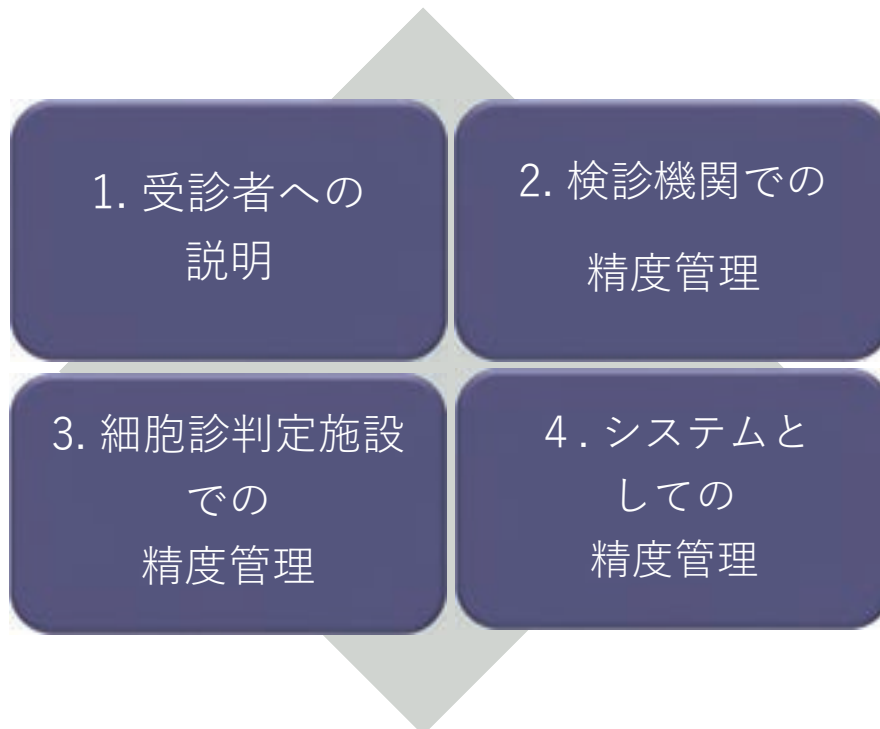 1. 受診者への
説明
2. 検診機関での
精度管理
3. 細胞診判定施設
での
精度管理
4 . システムと
しての
精度管理